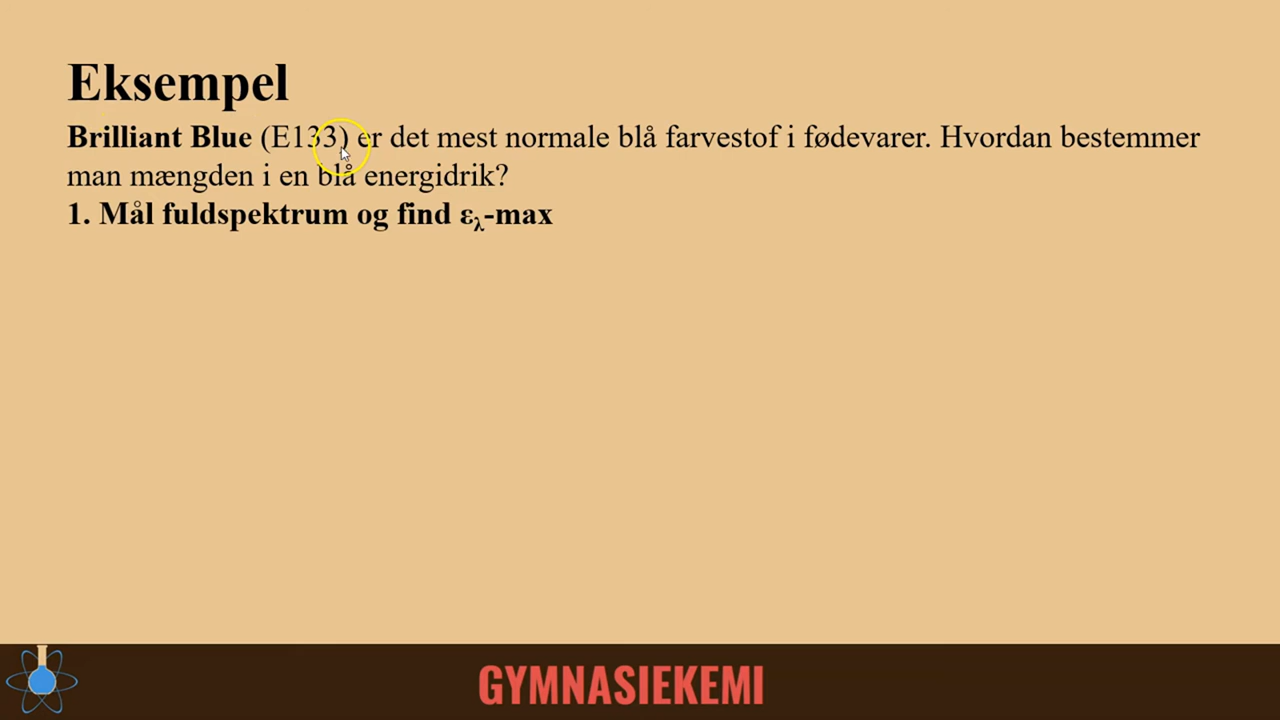 Eksempel
Brilliant Blue (E133) er det mest normale blå farvestof i fødevarer. Hvordan bestemmer
man mængden i en blå energidrik?
1. Mål fuldspektrum og find ελ-max
GYMNASIEKEMI